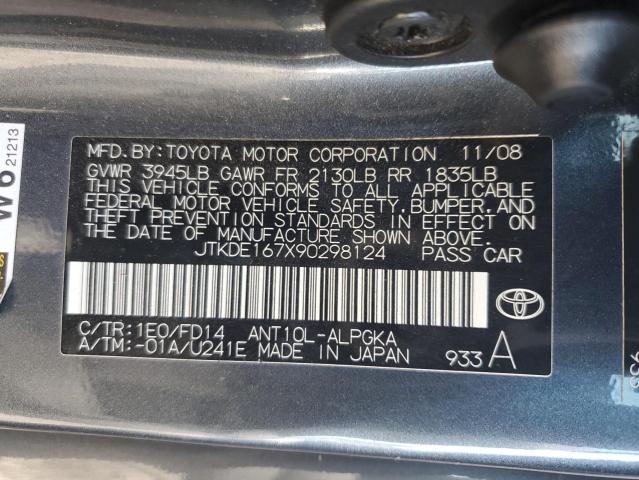 MFD.BY:TOYOTA MOTOR CORPORATION 11/08
GVWR 3945LB GAWR FR 2130LB RR 1835LB
THIS VEHICLE CONFORMS TO ALL APPLICABLE
FEDERAL MOTOR VEHICLE SAFETY,BUMPER,AND
THEFT PREVENTION STANDARDS IN EFFECT ON
THE DATE OF MANUFACTURE SHOWN ABOVE.
JTKDE167X90298124 PASS CAR
C/TR:1E0/FD14 ANT10L-ALPGKA
A/TM:-01A/U241E MADE IN JAPAN 933 A
W6
21213